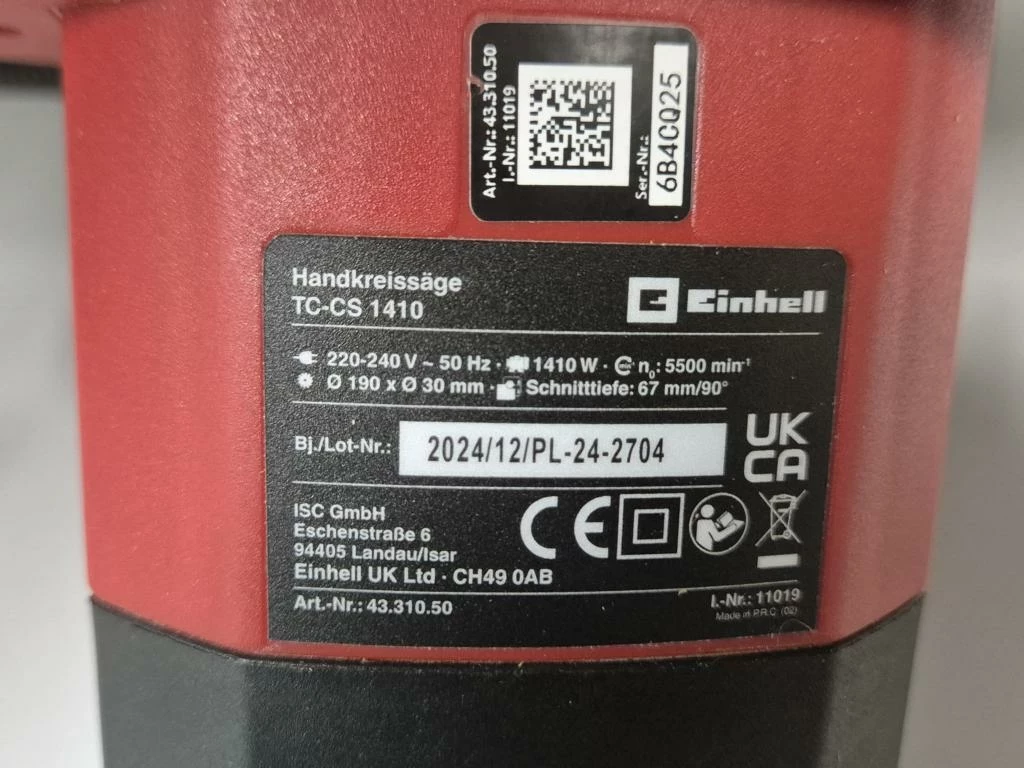 Art.-Nr.: 43.310.50
I.-Nr.: 11019
Ser.-Nr.:
6B4CQ25
Handkreissäge
TC-CS 1410
Einhell
220-240 V ~ 50 Hz · 1410 W · n₀: 5500 min⁻¹
Ø 190 x Ø 30 mm · Schnitttiefe: 67 mm/90°
Bj./Lot-Nr.: 2024/12/PL-24-2704
UK
CA
ISC GmbH
Eschenstraße 6
94405 Landau/Isar
Einhell UK Ltd · CH49 0AB
CE
Art.-Nr.: 43.310.50
I.-Nr.: 11019
Made in P.R.C (02)